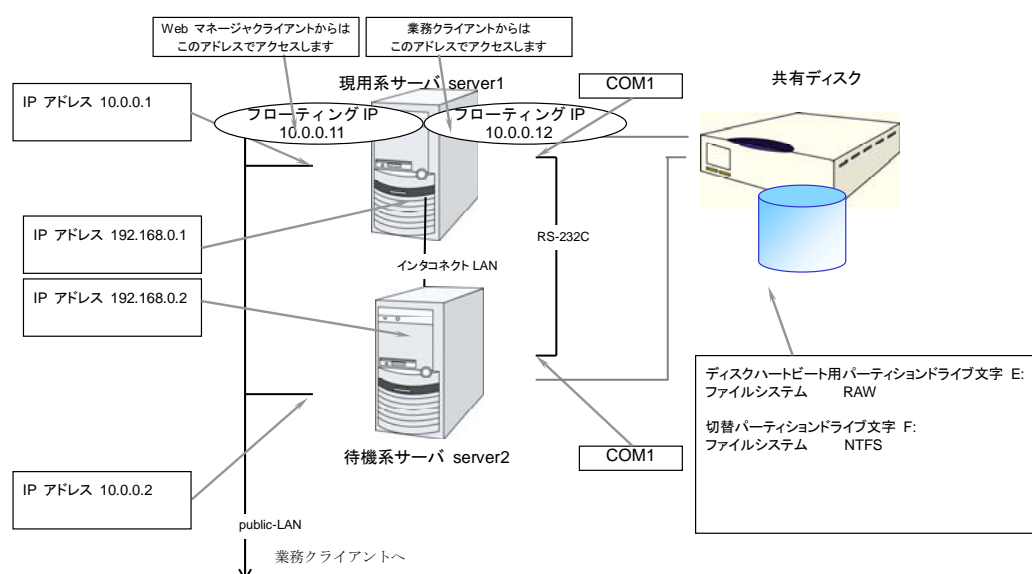 Web マネージャクライアントからは
このアドレスでアクセスします
業務クライアントからは
このアドレスでアクセスします
現用系サーバ server1
COM1
共有ディスク
IP アドレス 10.0.0.1
フローティング IP
10.0.0.11
フローティング IP
10.0.0.12
IP アドレス 192.168.0.1
RS-232C
インタコネクト LAN
IP アドレス 192.168.0.2
ディスクハートビート用パーティションドライブ文字 E:
ファイルシステム RAW
切替パーティションドライブ文字 F:
ファイルシステム NTFS
待機系サーバ server2
COM1
IP アドレス 10.0.0.2
public-LAN
業務クライアントへ